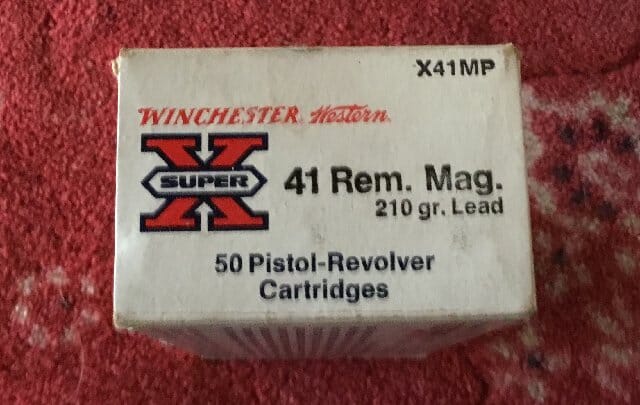 X41MP
WINCHESTER Western
SUPER X
41 Rem. Mag.
210 gr. Lead
50 Pistol-Revolver
Cartridges